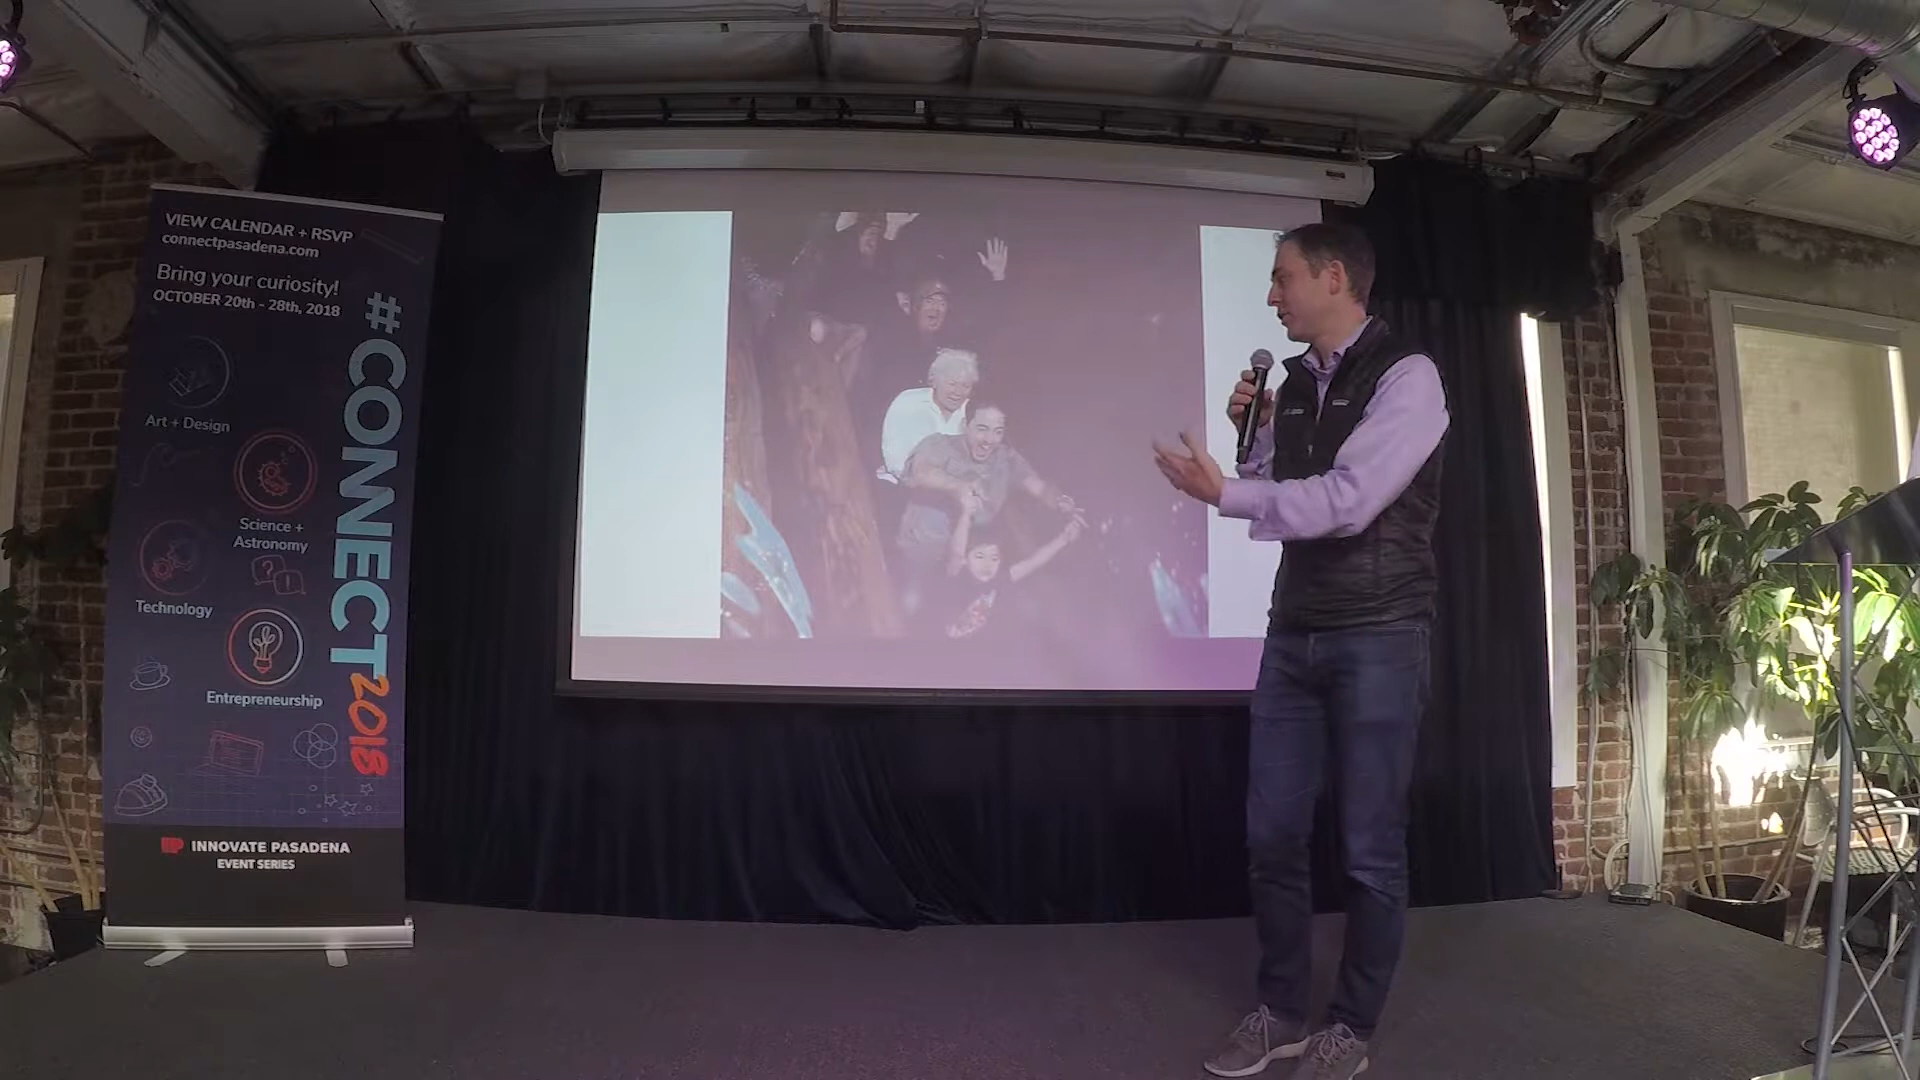 VIEW CALENDAR + RSVP
connectpasadena.com
Bring your curiosity!
OCTOBER 20th - 28th, 2018
#CONNECT2018
Art + Design
Science +
Astronomy
Technology
Entrepreneurship
INNOVATE PASADENA
EVENT SERIES